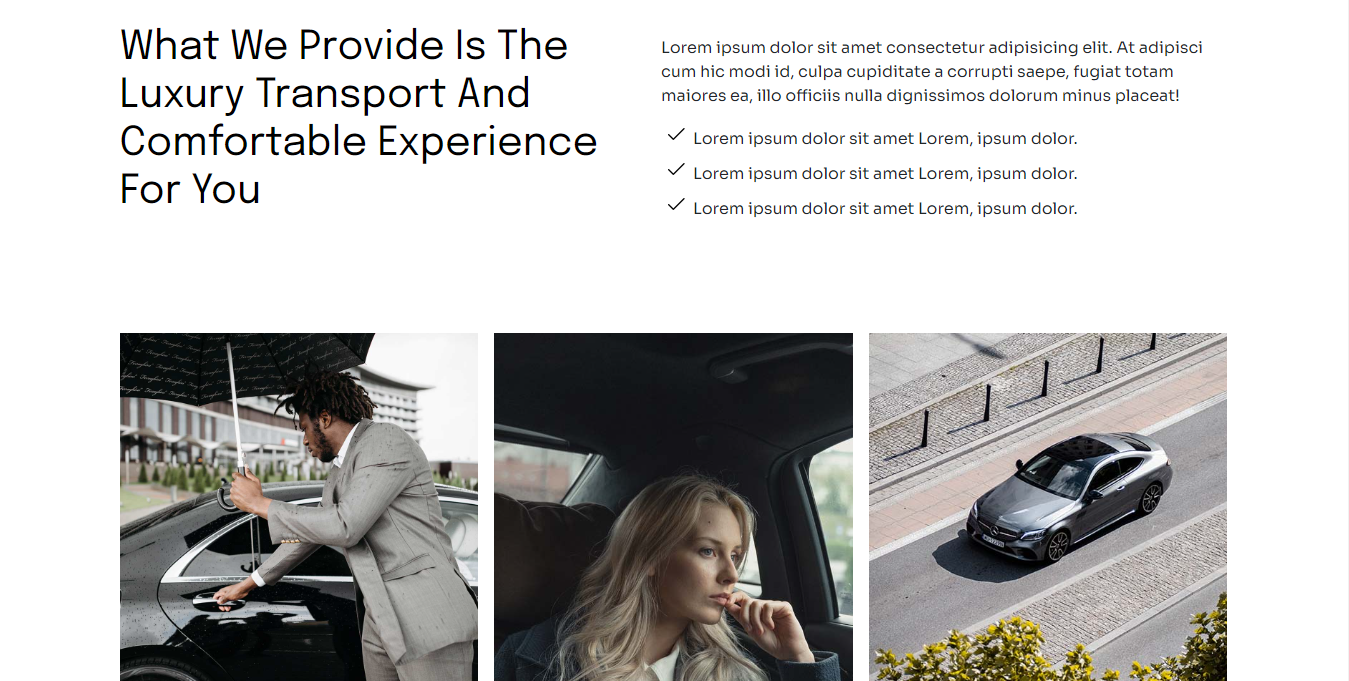 What We Provide Is The
Luxury Transport And
Comfortable Experience
For You
Lorem ipsum dolor sit amet consectetur adipisicing elit. At adipisci
cum hic modi id, culpa cupiditate a corrupti saepe, fugiat totam
maiores ea, illo officiis nulla dignissimos dolorum minus placeat!
Lorem ipsum dolor sit amet Lorem, ipsum dolor.
Lorem ipsum dolor sit amet Lorem, ipsum dolor.
Lorem ipsum dolor sit amet Lorem, ipsum dolor.